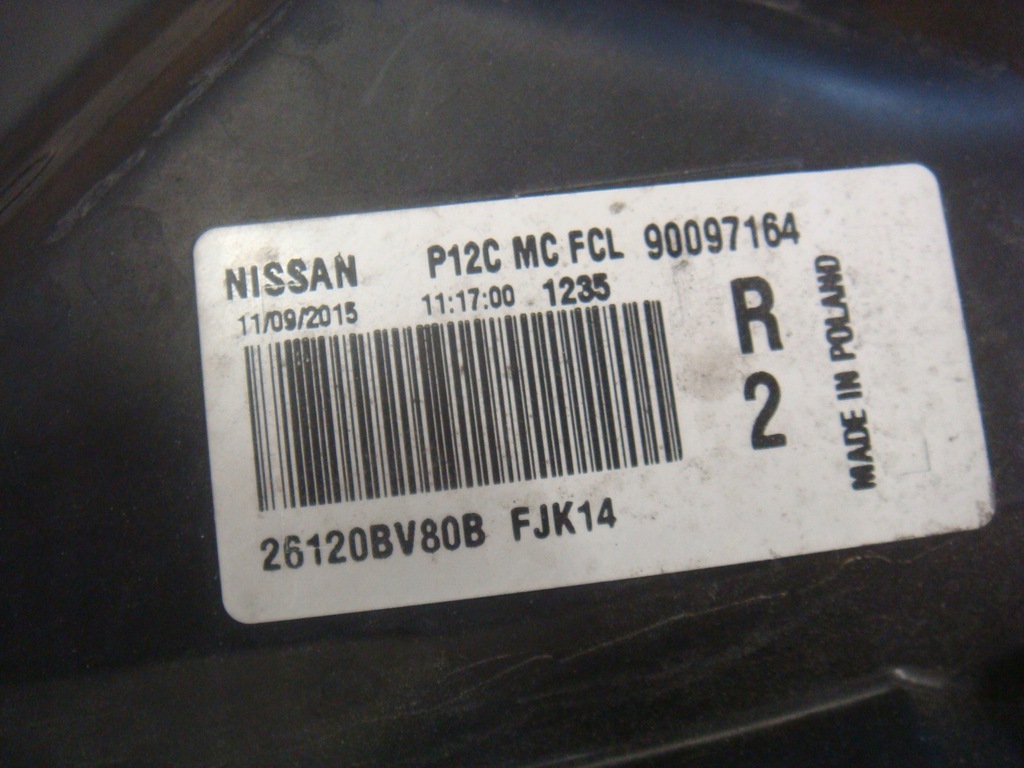 NISSAN P12C MC FCL 90097164
11/09/2015 11:17:00 1235
R
2
MADE IN POLAND
26120BV80B FJK14